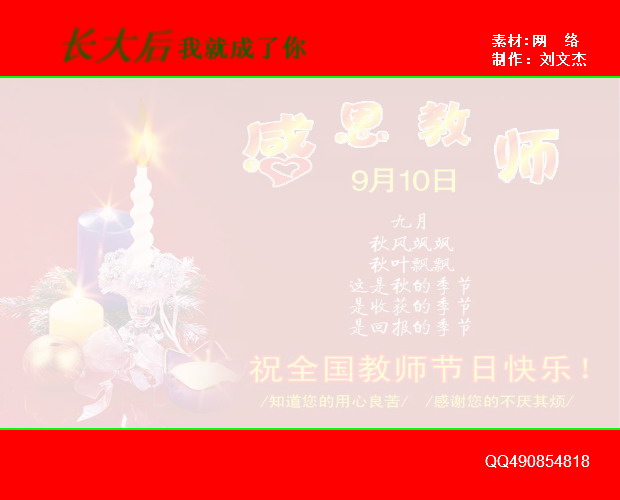 长大后我就成了你
素材:网 络
制作:刘文杰
感恩教师
9月10日
九月
秋风飒飒
秋叶飘飘
这是秋的季节
是收获的季节
是回报的季节
祝全国教师节日快乐!
/知道您的用心良苦/ /感谢您的不厌其烦/
QQ490854818